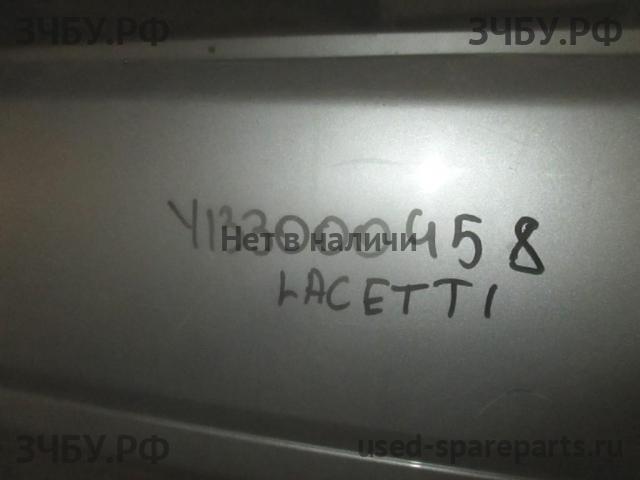 ЗЧБУ.РФ ЗЧБУ.РФ
Нет в наличи
LACETTI
ЗЧБУ.РФ used-spareparts.ru